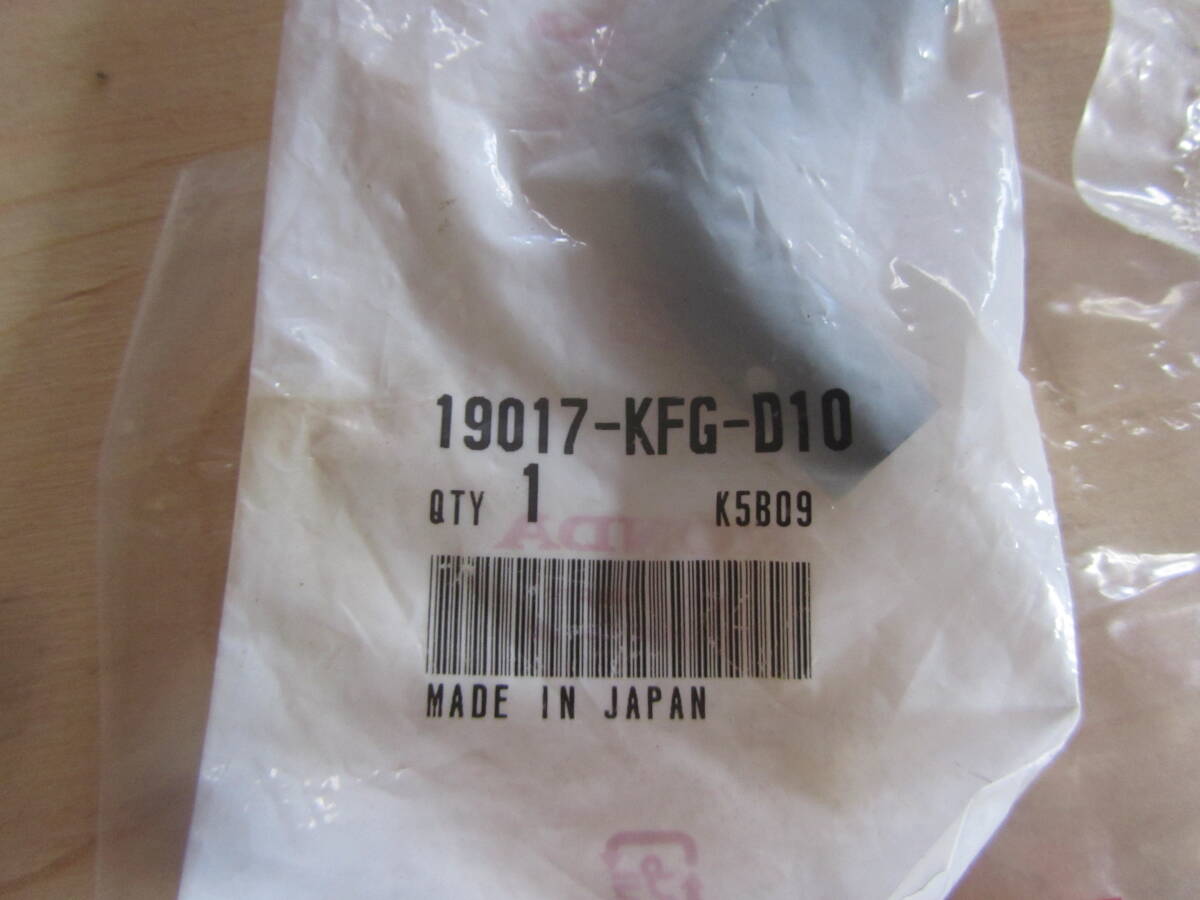 19017-KFG-D10
QTY 1 K5B09
MADE IN JAPAN